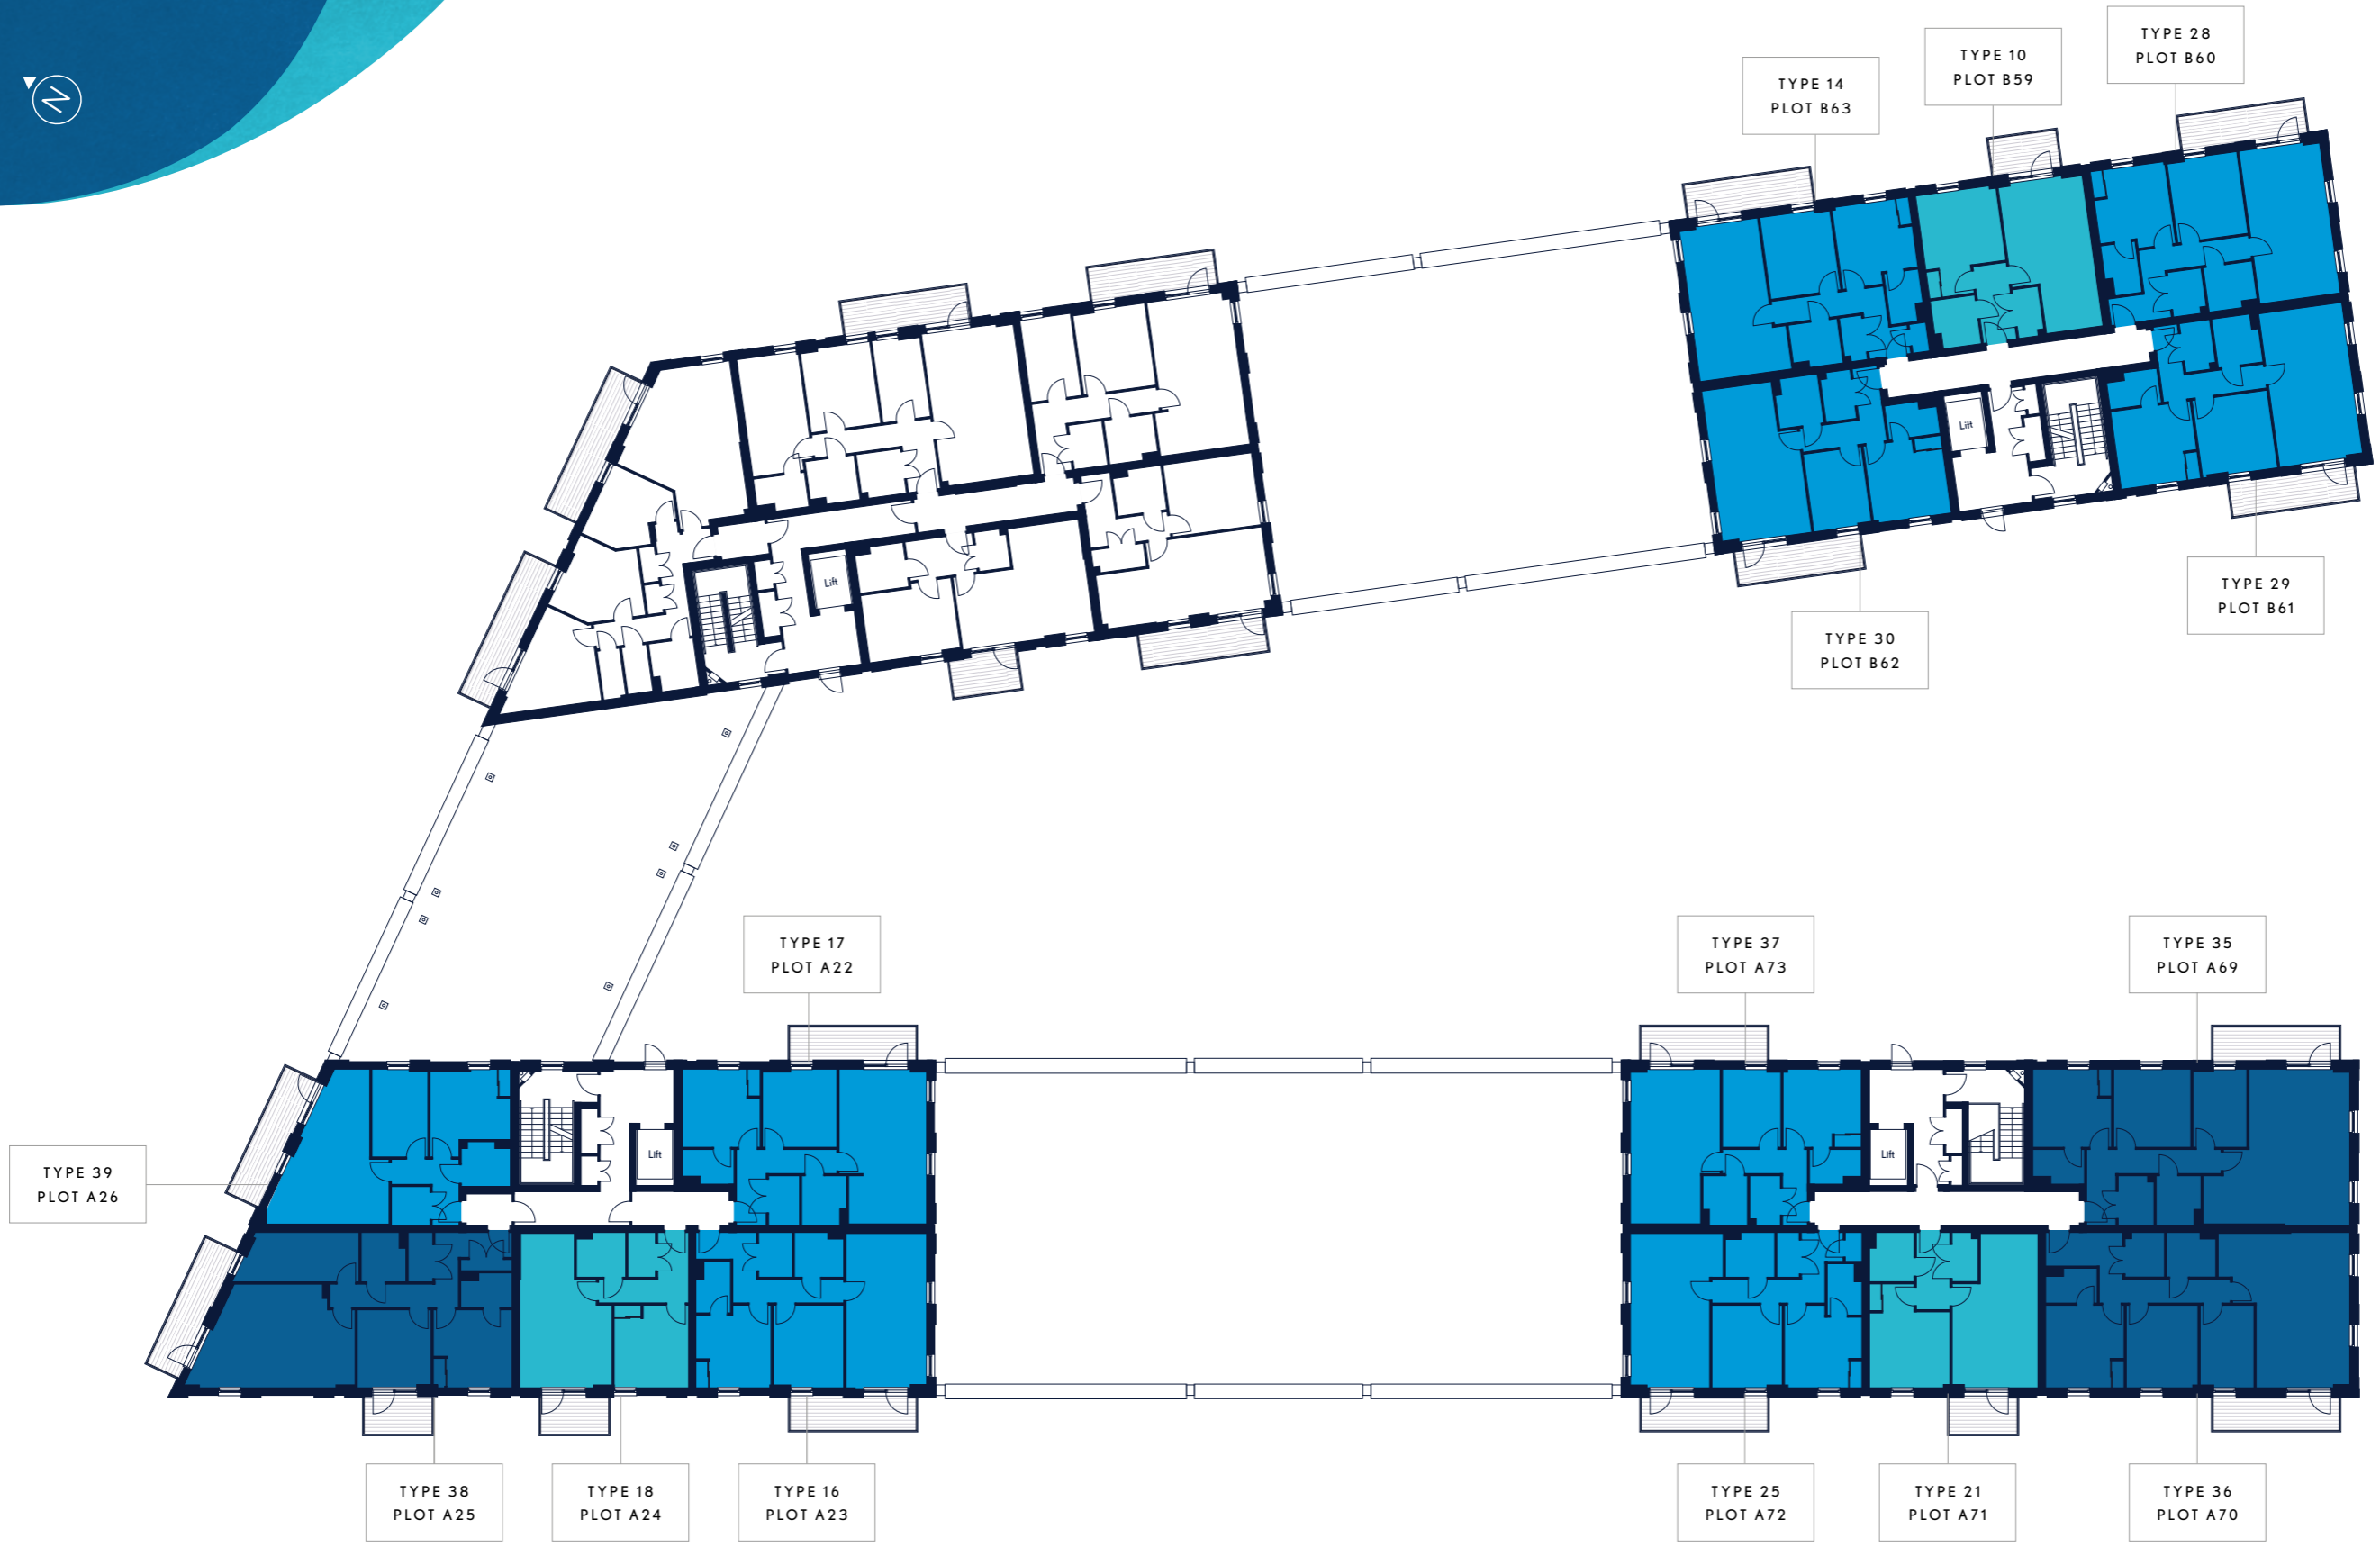 N
TYPE 28
PLOT B60
TYPE 10
PLOT B59
TYPE 14
PLOT B63
Lift
TYPE 29
PLOT B61
TYPE 30
PLOT B62
Lift
TYPE 17
PLOT A22
TYPE 37
PLOT A73
TYPE 35
PLOT A69
TYPE 39
PLOT A26
Lift
Lift
TYPE 38
PLOT A25
TYPE 18
PLOT A24
TYPE 16
PLOT A23
TYPE 25
PLOT A72
TYPE 21
PLOT A71
TYPE 36
PLOT A70